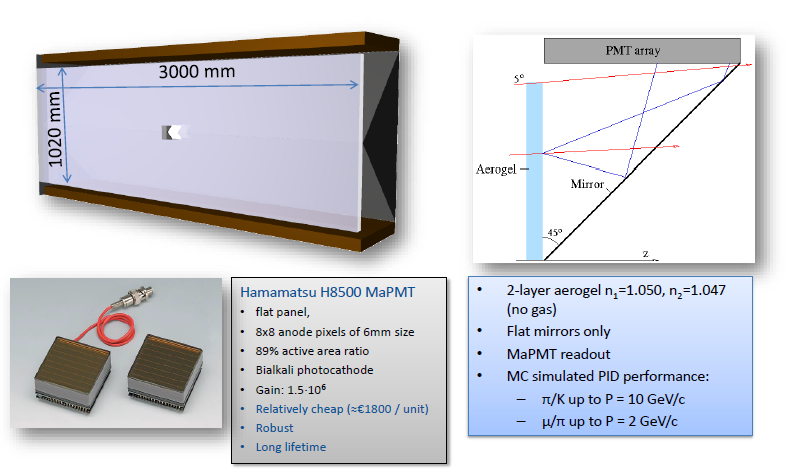 3000 mm
1020 mm
PMT array
5°
Aerogel
Mirror
45°
z
Hamamatsu H8500 MaPMT
• flat panel,
• 8x8 anode pixels of 6mm size
• 89% active area ratio
• Bialkali photocathode
• Gain: 1.5·10⁶
• Relatively cheap (≈€1800 / unit)
• Robust
• Long lifetime
• 2-layer aerogel n₁=1.050, n₂=1.047
(no gas)
• Flat mirrors only
• MaPMT readout
• MC simulated PID performance:
– π/K up to P = 10 GeV/c
– μ/π up to P = 2 GeV/c